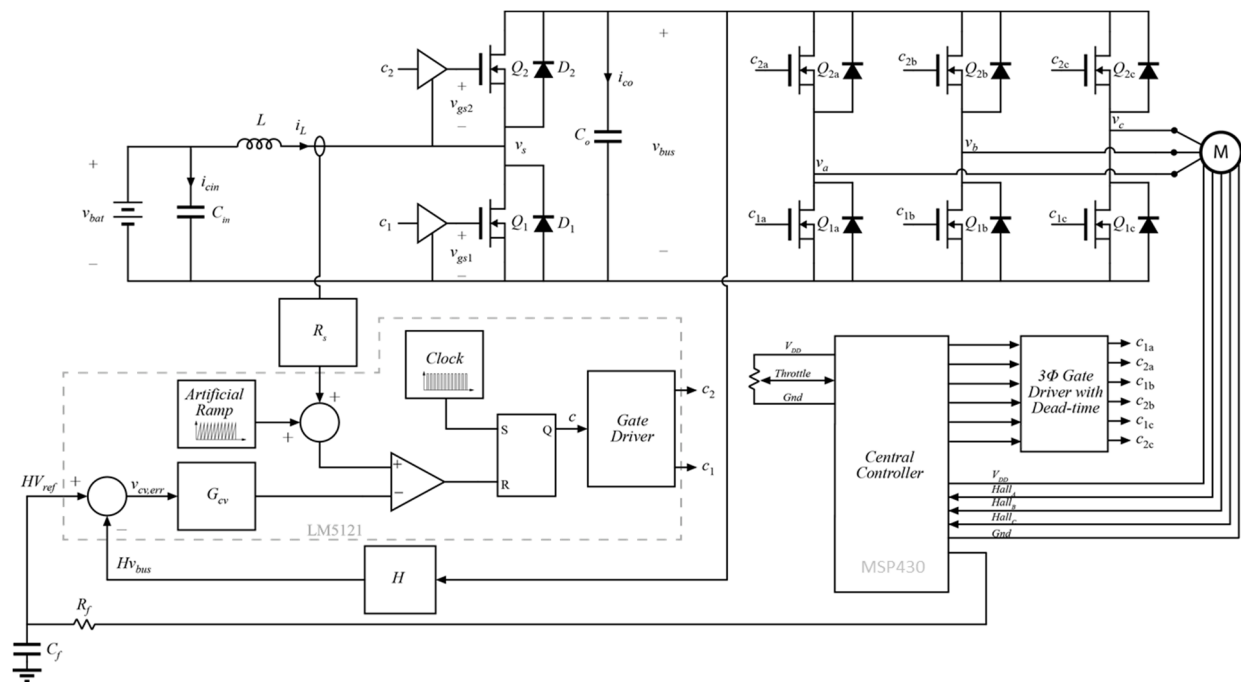 c2
Q2
D2
vgs2
+
−
ico
Co
+
vbus
−
c2a
Q2a
c2b
Q2b
c2c
Q2c
L
iL
vs
va
vb
vc
M
+
vbat
−
icin
Cin
c1
Q1
D1
+
vgs1
−
c1a
Q1a
c1b
Q1b
c1c
Q1c
Rs
Clock
Artificial
Ramp
+
+
S
Q
R
c
Gate
Driver
c2
c1
HVref
+
−
vcv,err
Gcv
+
−
LM5121
Hvbus
H
Rf
Cf
VDD
Throttle
Gnd
Central
Controller
MSP430
3Φ Gate
Driver with
Dead-time
c1a
c2a
c1b
c2b
c1c
c2c
VDD
HallA
HallB
HallC
Gnd